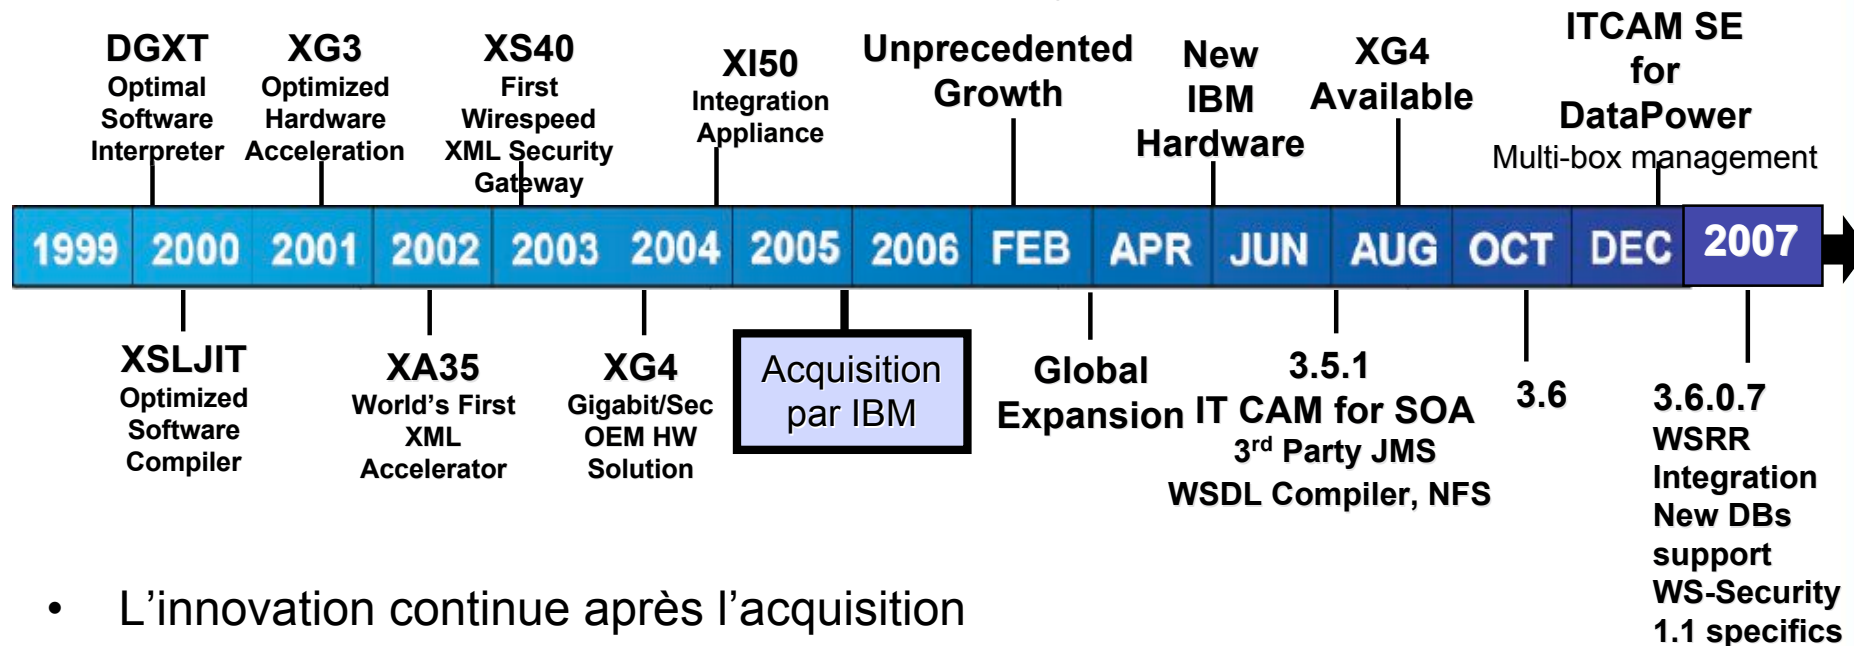 DGXT
Optimal
Software
Interpreter
XG3
Optimized
Hardware
Acceleration
XS40
First
Wirespeed
XML Security
Gateway
XI50
Integration
Appliance
Unprecedented
Growth
New
IBM
Hardware
XG4
Available
ITCAM SE
for
DataPower
Multi-box management
1999 2000 2001 2002 2003 2004 2005 2006 FEB APR JUN AUG OCT DEC 2007
XSLJIT
Optimized
Software
Compiler
XA35
World's First
XML
Accelerator
XG4
Gigabit/Sec
OEM HW
Solution
Acquisition
par IBM
Global
Expansion
3.5.1
IT CAM for SOA
3rd Party JMS
WSDL Compiler, NFS
3.6
3.6.0.7
WSRR
Integration
New DBs
support
WS-Security
1.1 specifics
• L'innovation continue après l'acquisition